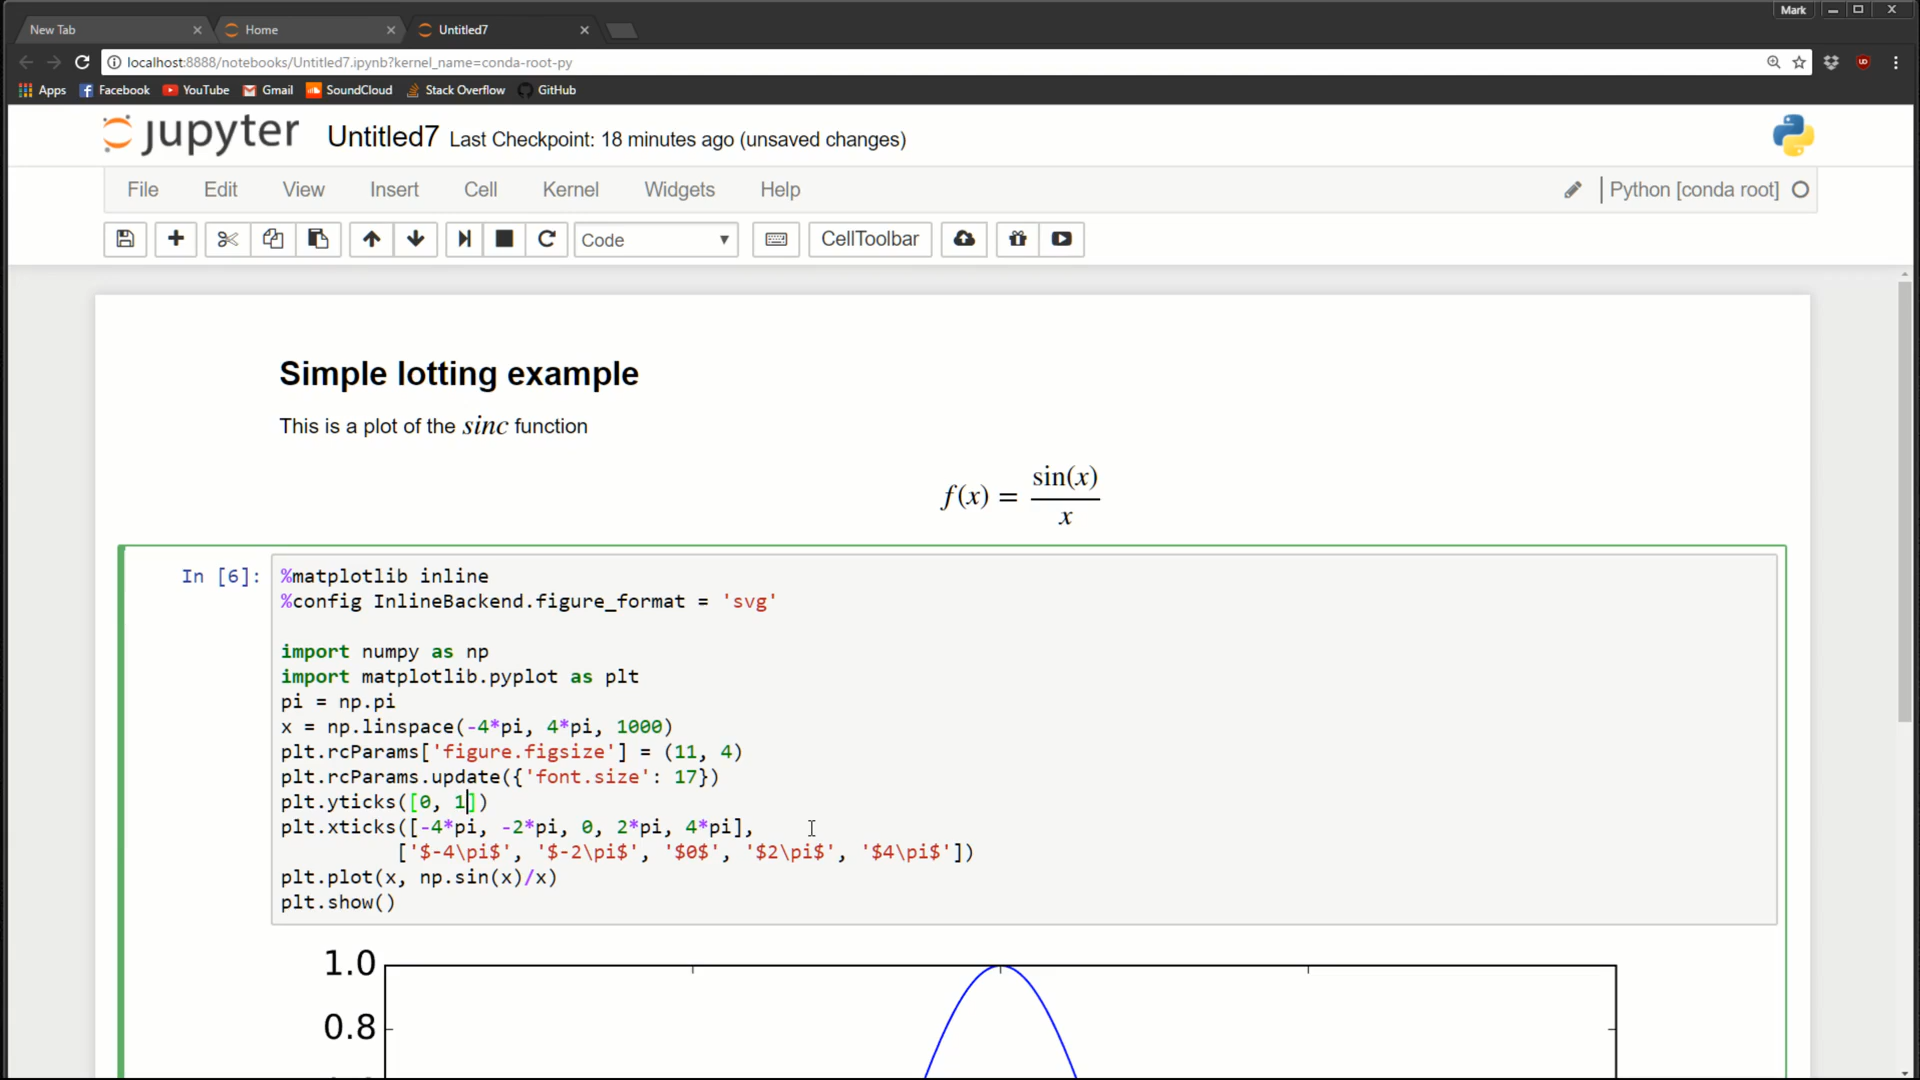 New Tab
Home
Untitled7
Mark
localhost:8888/notebooks/Untitled7.ipynb?kernel_name=conda-root-py
Apps Facebook YouTube Gmail SoundCloud Stack Overflow GitHub
jupyter Untitled7 Last Checkpoint: 18 minutes ago (unsaved changes)
File Edit View Insert Cell Kernel Widgets Help Python [conda root]
Code CellToolbar
Simple lotting example
This is a plot of the sinc function
f(x) = sin(x)
x
In [6]:
%matplotlib inline
%config InlineBackend.figure_format = 'svg'
import numpy as np
import matplotlib.pyplot as plt
pi = np.pi
x = np.linspace(-4*pi, 4*pi, 1000)
plt.rcParams['figure.figsize'] = (11, 4)
plt.rcParams.update({'font.size': 17})
plt.yticks([0, 1])
plt.xticks([-4*pi, -2*pi, 0, 2*pi, 4*pi],
['$-4\pi$', '$-2\pi$', '$0$', '$2\pi$', '$4\pi$'])
plt.plot(x, np.sin(x)/x)
plt.show()
1.0
0.8